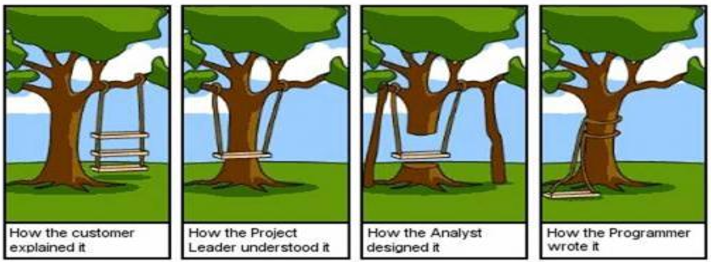 How the customer
explained it
How the Project
Leader understood it
How the Analyst
designed it
How the Programmer
wrote it